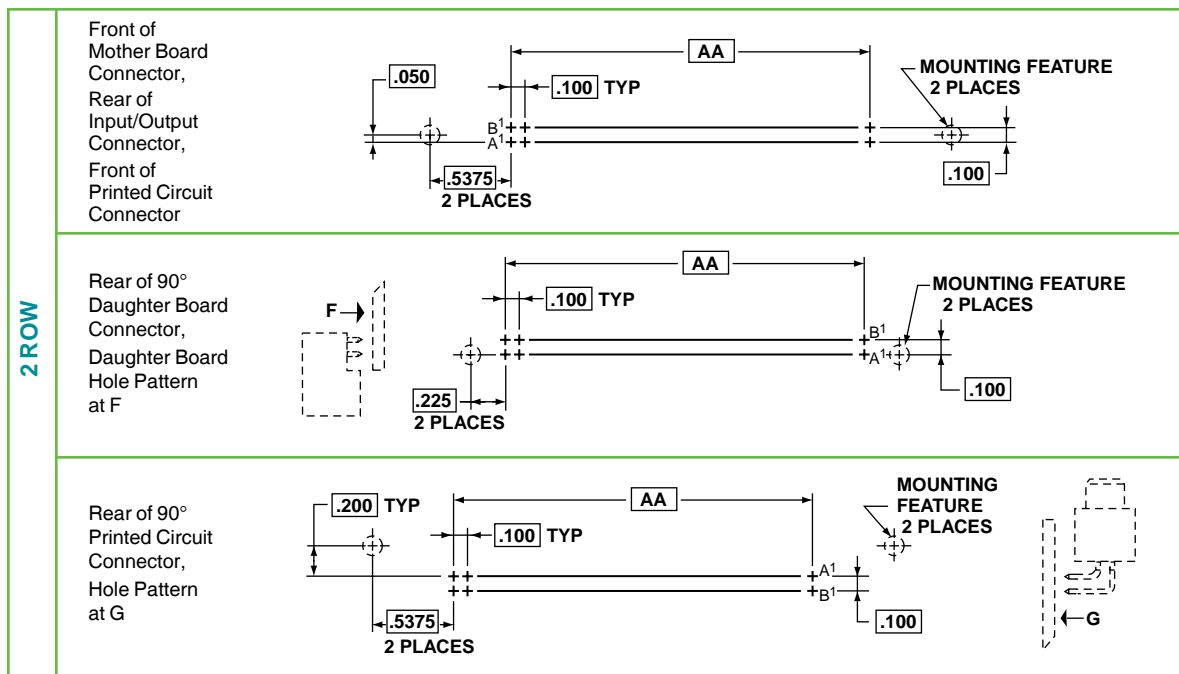 2 ROW
Front of
Mother Board
Connector,
Rear of
Input/Output
Connector,
Front of
Printed Circuit
Connector
.050
AA
.100 TYP
MOUNTING FEATURE
2 PLACES
B1
A1
.5375
2 PLACES
.100
Rear of 90°
Daughter Board
Connector,
Daughter Board
Hole Pattern
at F
F
AA
.100 TYP
MOUNTING FEATURE
2 PLACES
B1
A1
.225
2 PLACES
.100
Rear of 90°
Printed Circuit
Connector,
Hole Pattern
at G
.200 TYP
AA
.100 TYP
MOUNTING
FEATURE
2 PLACES
A1
B1
.5375
2 PLACES
.100
G